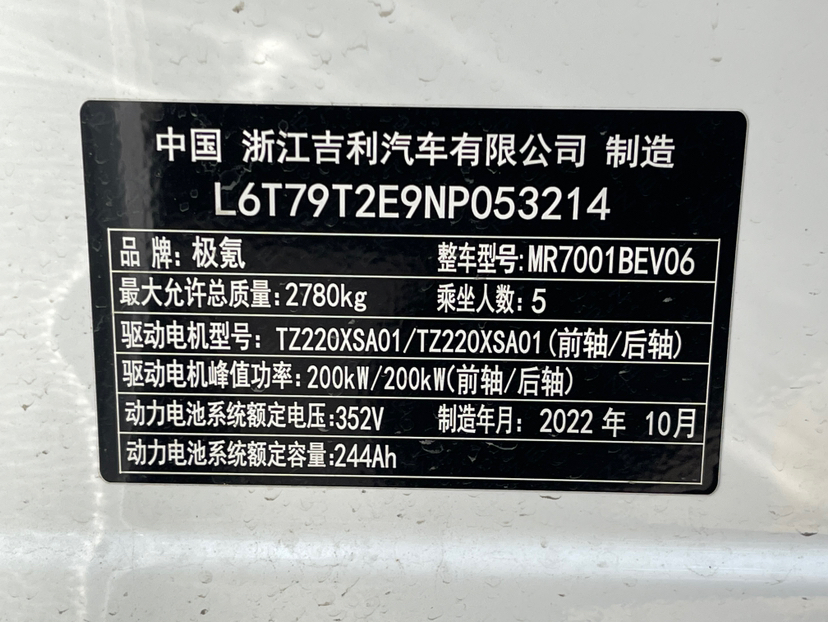 中国 浙江吉利汽车有限公司 制造
L6T79T2E9NP053214
品 牌:极氪 整车型号:MR7001BEV06
最大允许总质量:2780kg 乘坐人数:5
驱动电机型号: TZ220XSA01/TZ220XSA01(前轴/后轴)
驱动电机峰值功率:200kW/200kW(前轴/后轴)
动力电池系统额定电压:352V 制造年月: 2022 年 10月
动力电池系统额定容量:244Ah